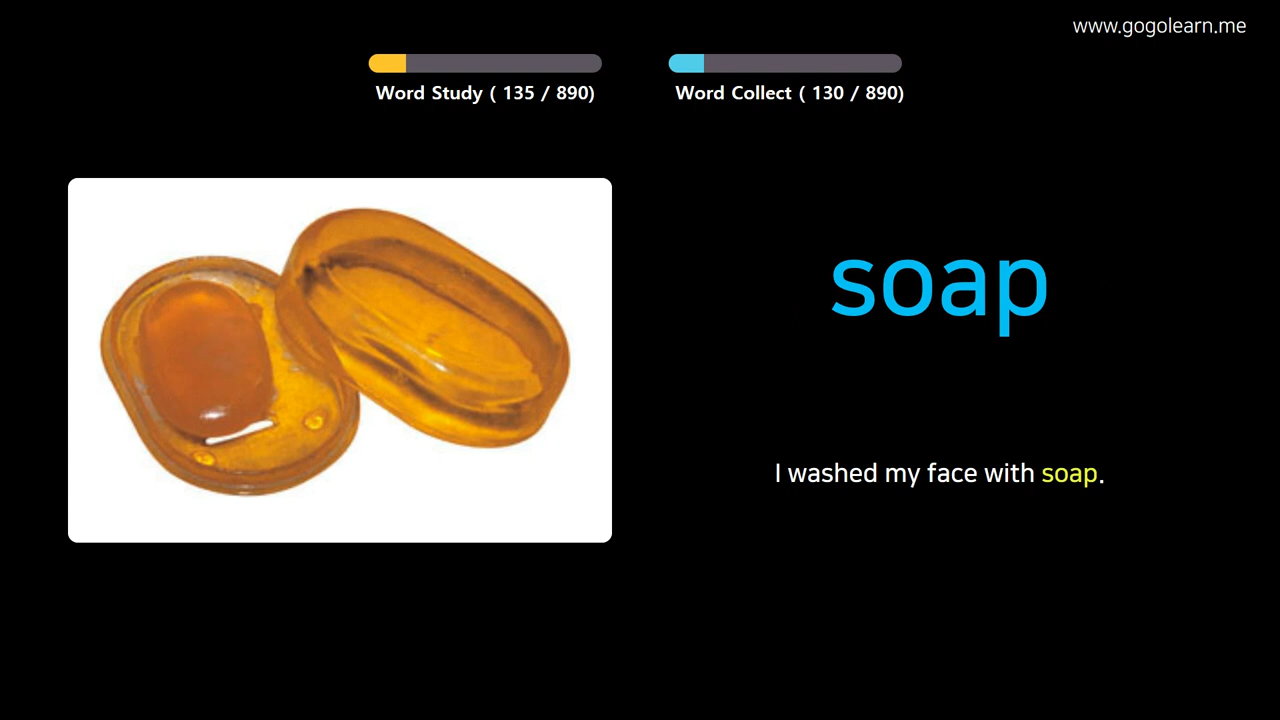 www.gogolearn.me
Word Study ( 135 / 890)
Word Collect ( 130 / 890)
soap
I washed my face with soap.